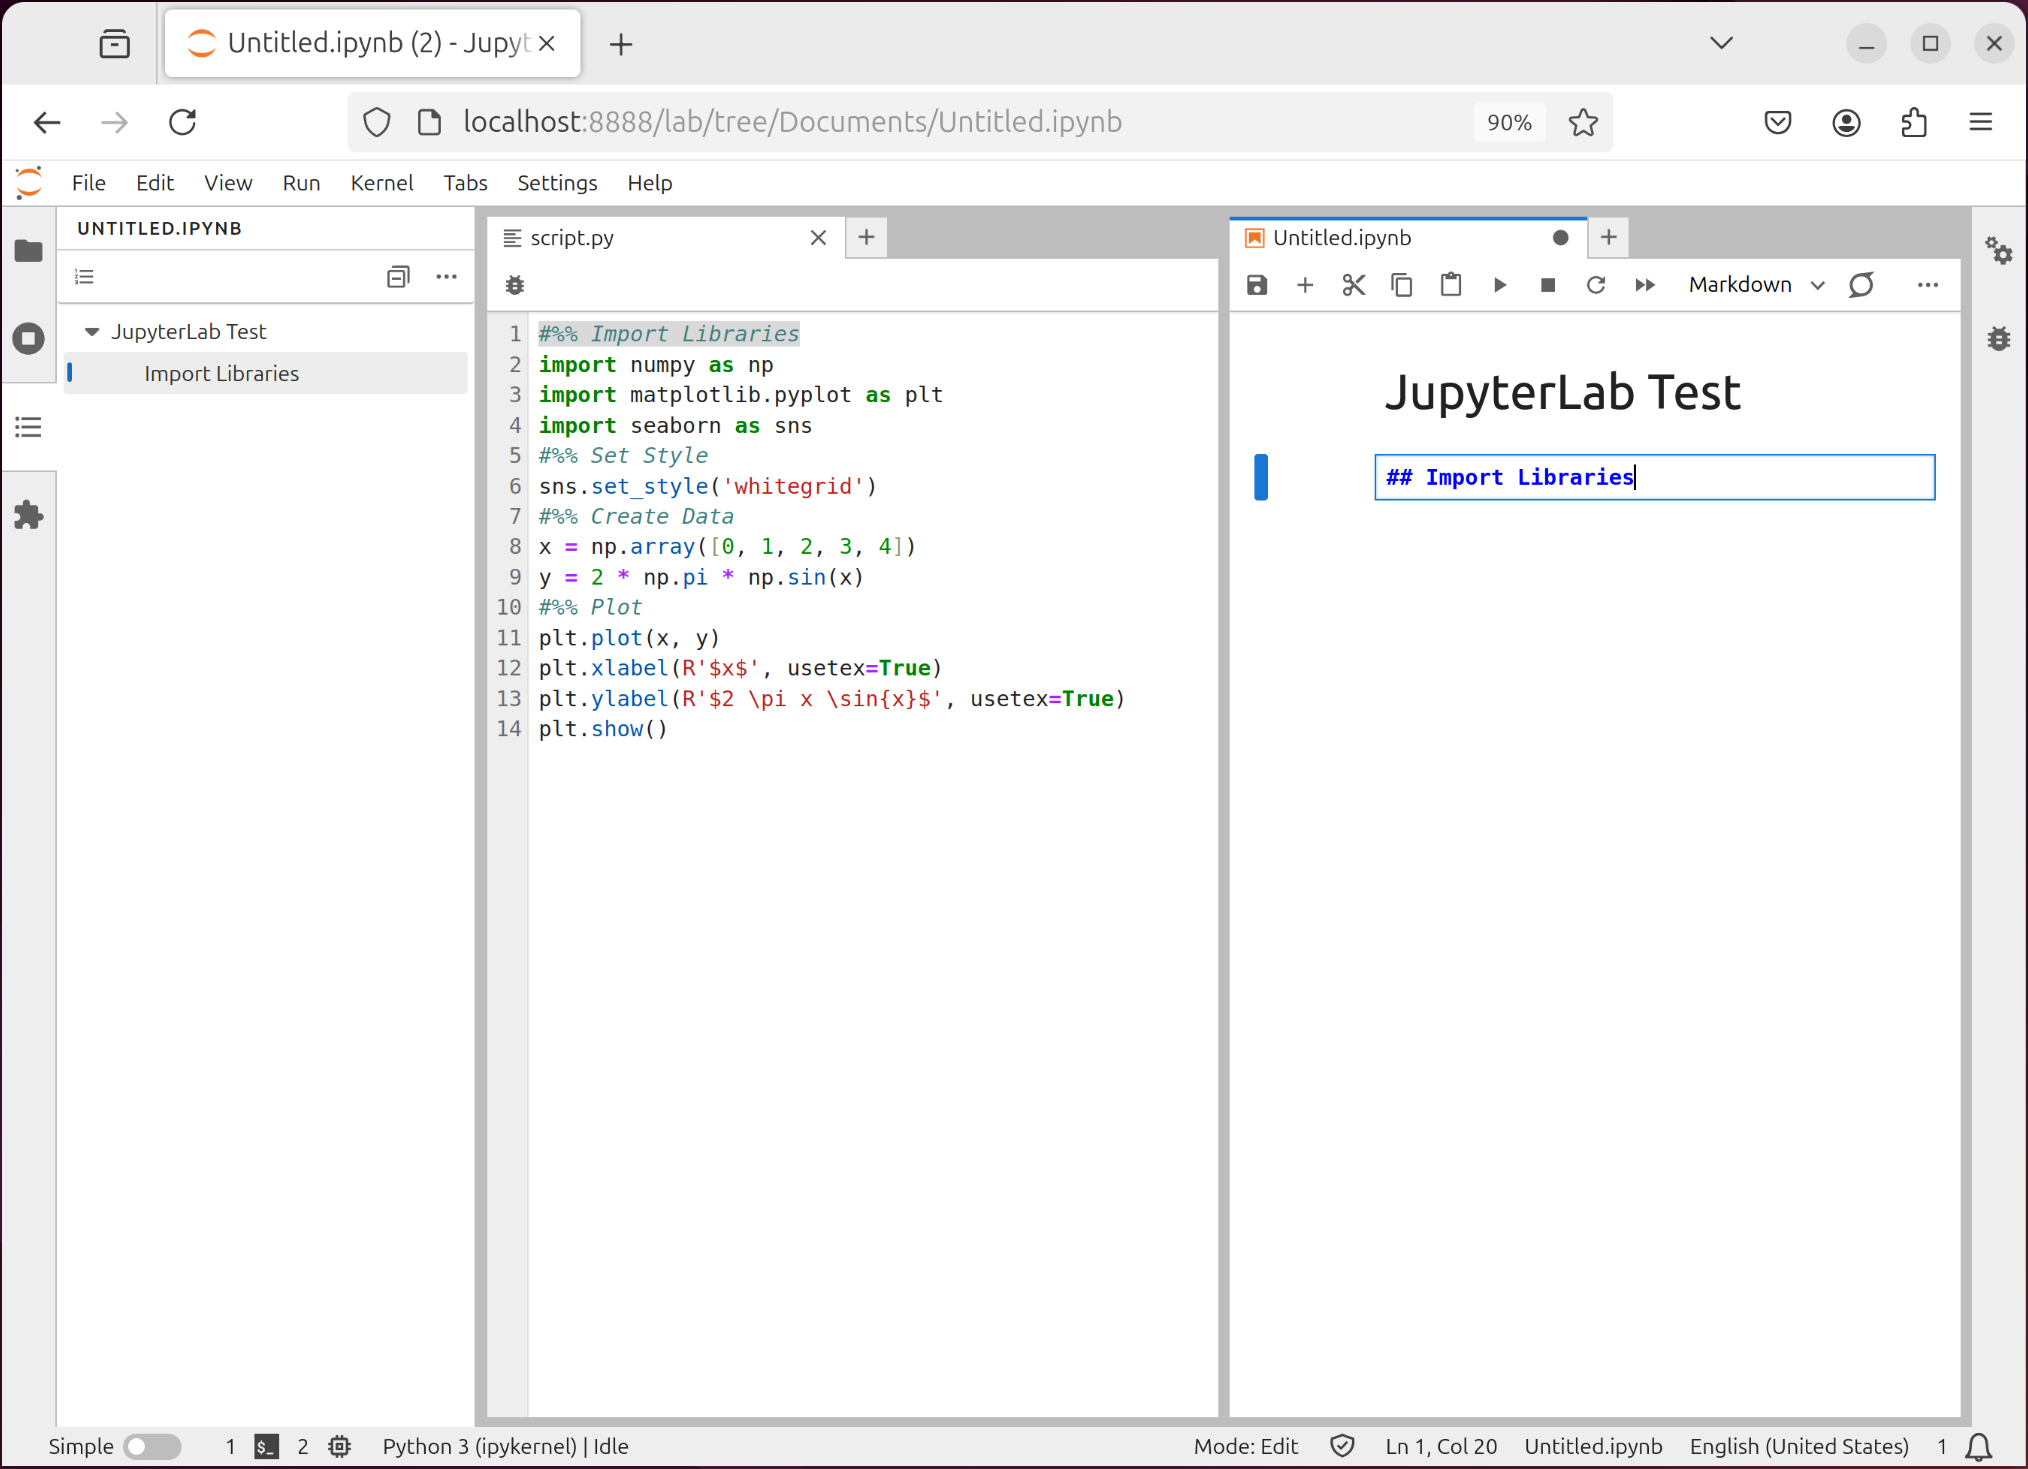 Untitled.ipynb (2) - Jupyt
localhost:8888/lab/tree/Documents/Untitled.ipynb 90%
File Edit View Run Kernel Tabs Settings Help
UNTITLED.IPYNB
JupyterLab Test
Import Libraries
script.py
1 #%% Import Libraries
2 import numpy as np
3 import matplotlib.pyplot as plt
4 import seaborn as sns
5 #%% Set Style
6 sns.set_style('whitegrid')
7 #%% Create Data
8 x = np.array([0, 1, 2, 3, 4])
9 y = 2 * np.pi * np.sin(x)
10 #%% Plot
11 plt.plot(x, y)
12 plt.xlabel(R'$x$', usetex=True)
13 plt.ylabel(R'$2 \pi x \sin{x}$', usetex=True)
14 plt.show()
Untitled.ipynb
Markdown
JupyterLab Test
## Import Libraries
Simple 1 $_ 2 Python 3 (ipykernel) | Idle Mode: Edit Ln 1, Col 20 Untitled.ipynb English (United States) 1